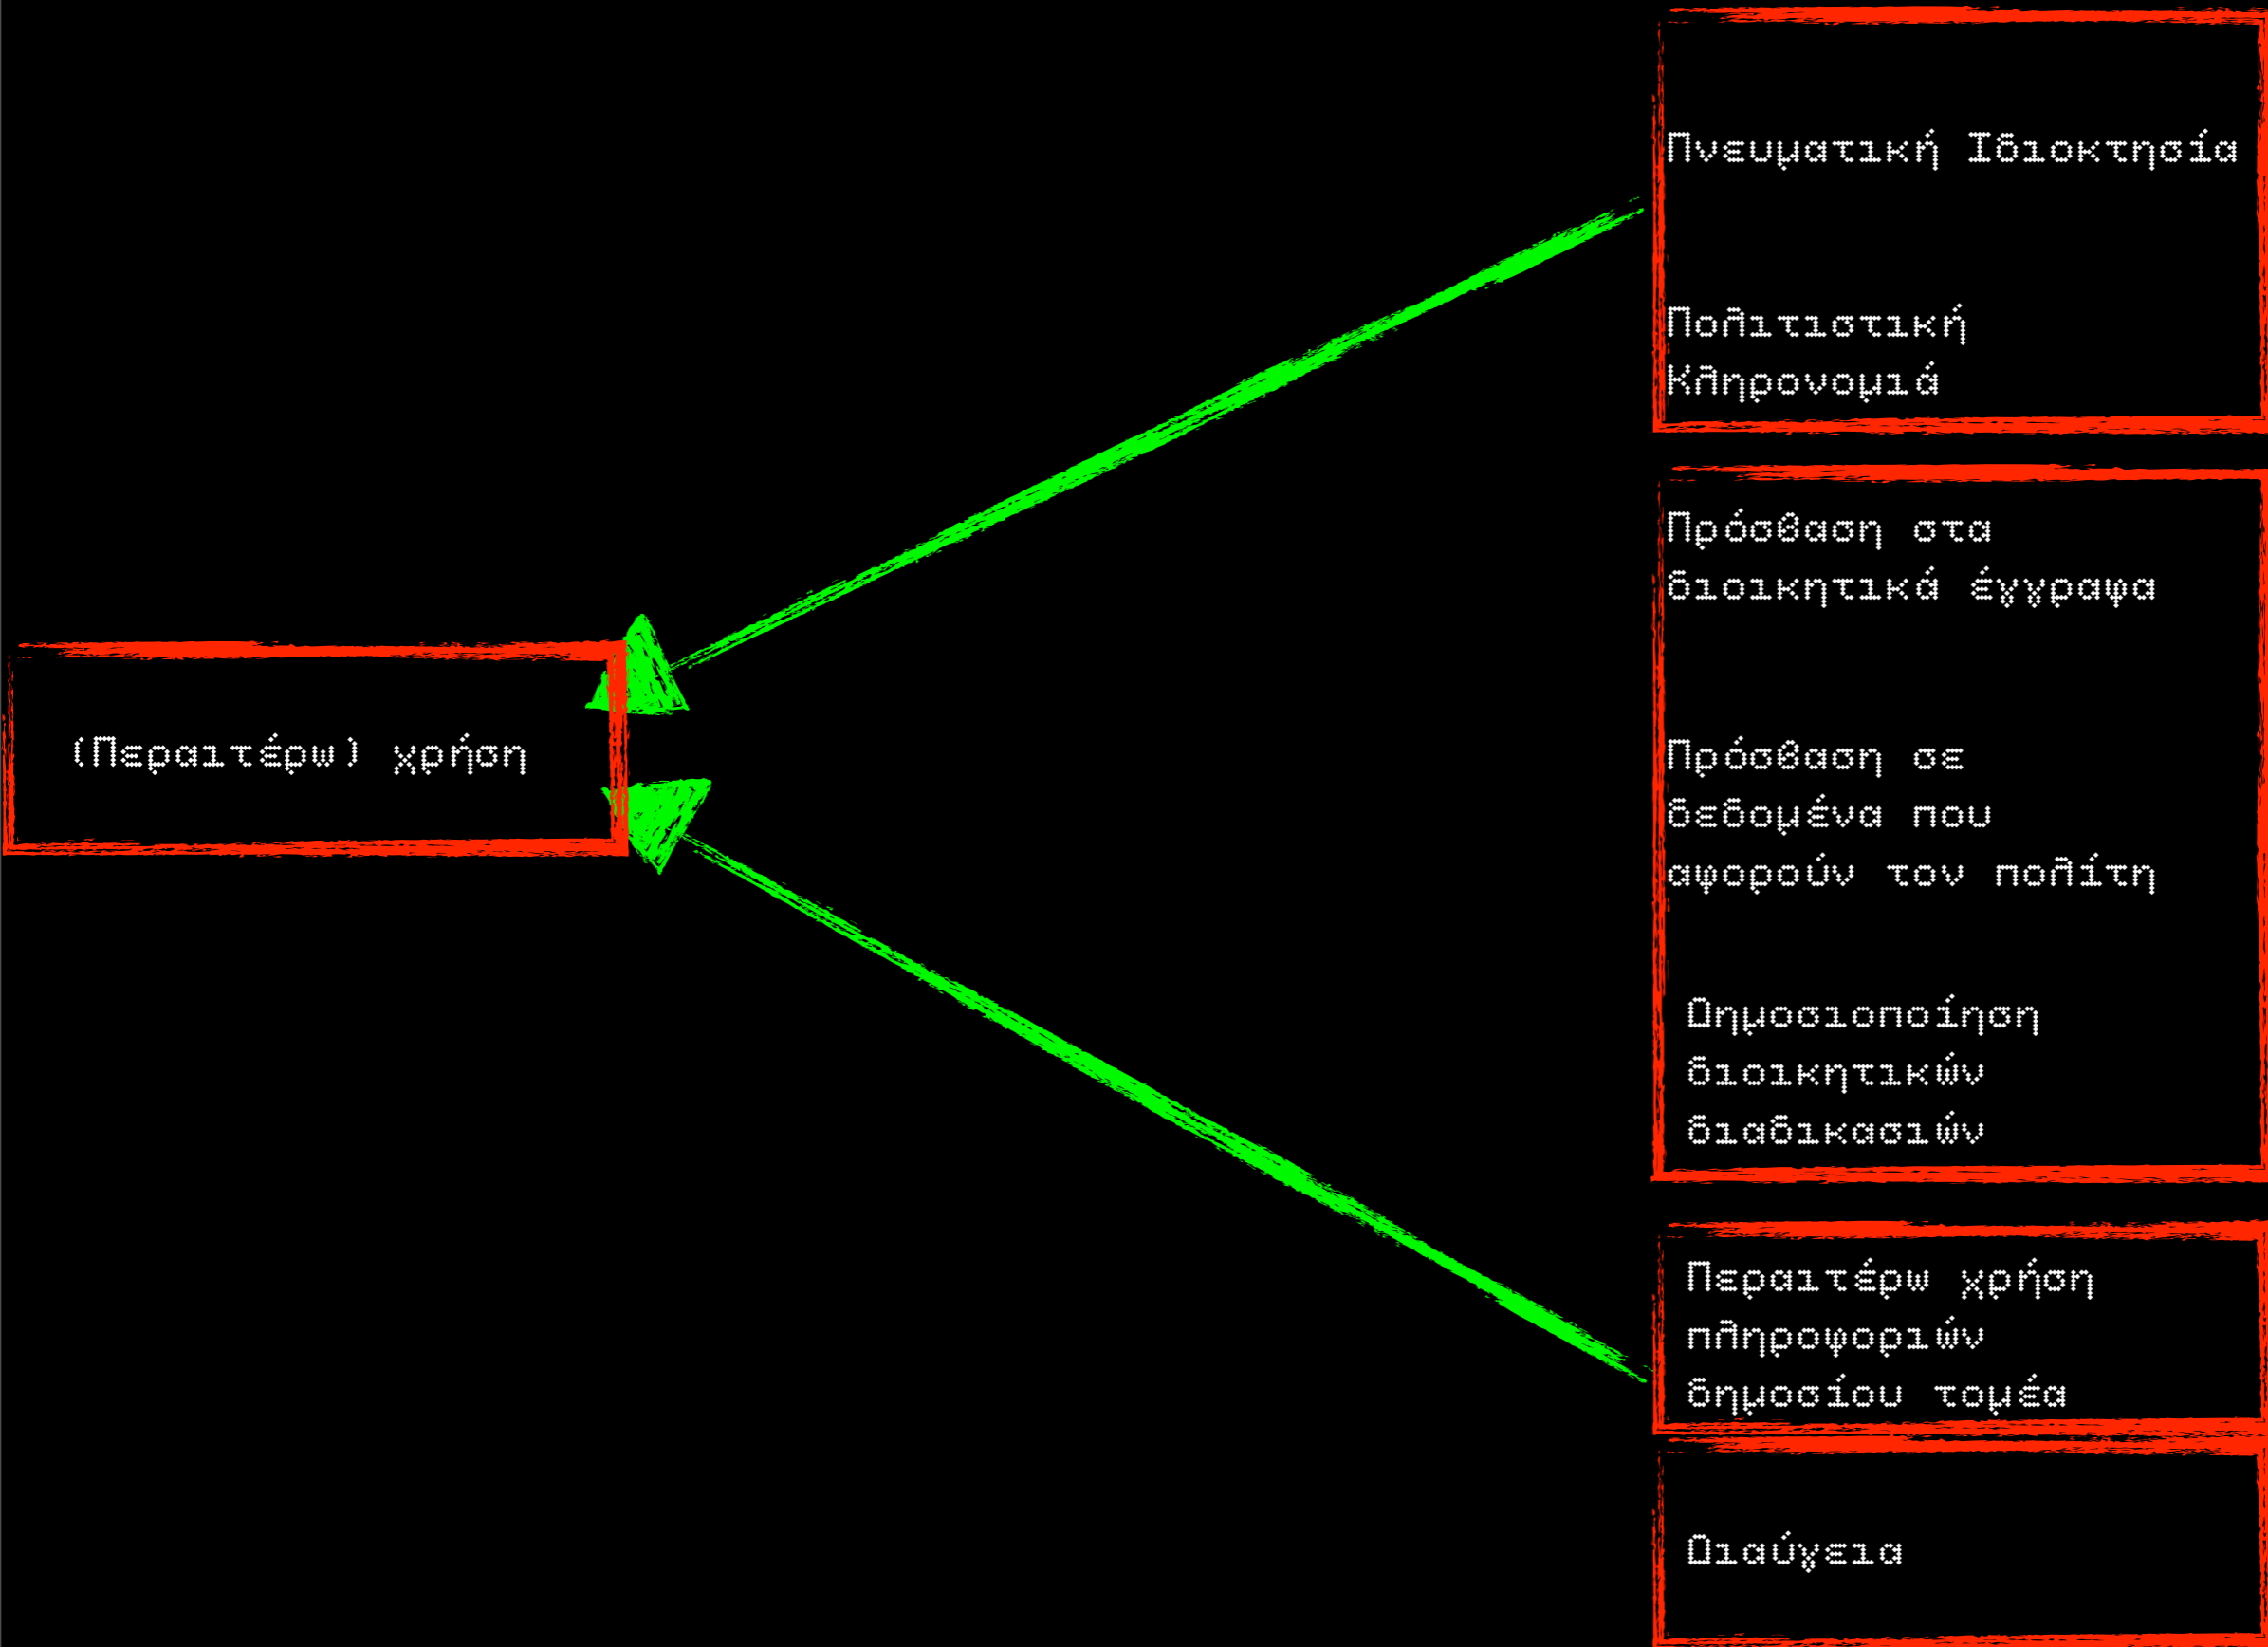 Πνευματική Ιδιοκτησία
Πολιτιστική
Κληρονομιά
(Περαιτέρω) χρήση
Πρόσβαση στα
διοικητικά έγγραφα
Πρόσβαση σε
δεδομένα που
αφορούν τον πολίτη
Δημοσιοποίηση
διοικητικών
διαδικασιών
Περαιτέρω χρήση
πληροφοριών
δημοσίου τομέα
Διαύγεια